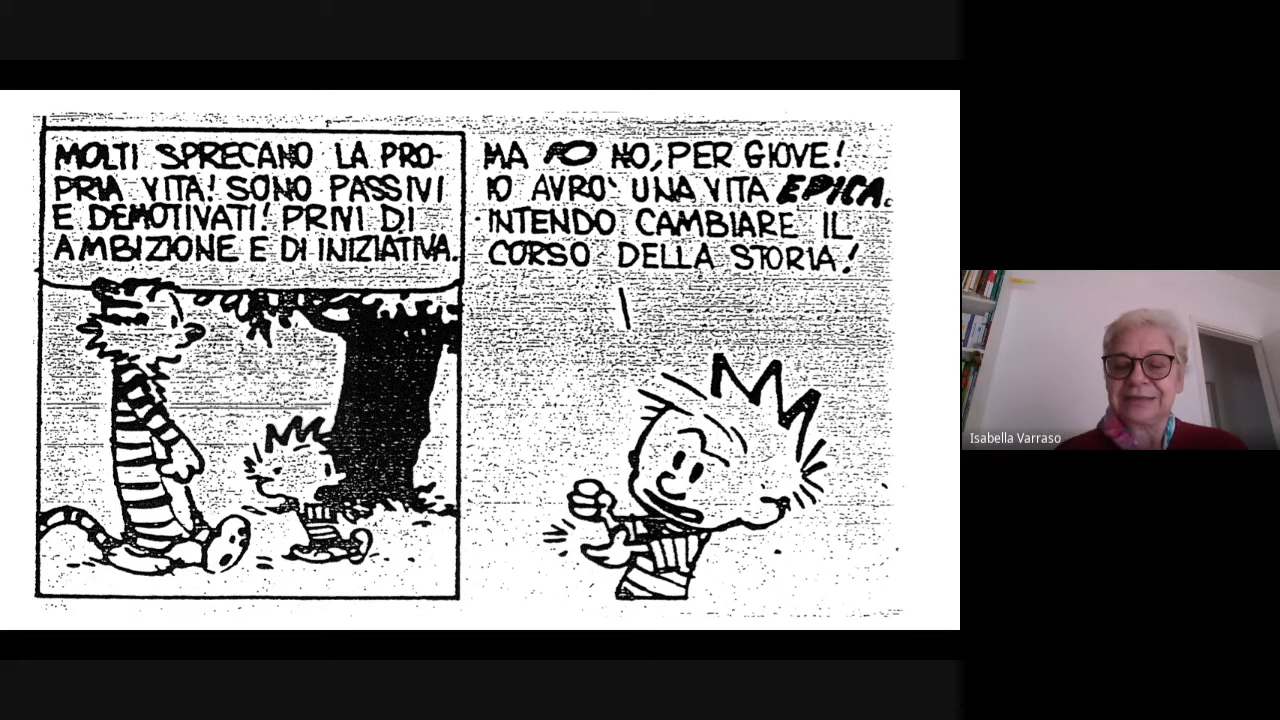 MOLTI SPRECANO LA PRO-
PRIA VITA! SONO PASSIVI
E DEMOTIVATI! PRIVI DI
AMBIZIONE E DI INIZIATIVA.
MA IO NO, PER GIOVE!
IO AVRO' UNA VITA EPICA.
INTENDO CAMBIARE IL
CORSO DELLA STORIA!
Isabella Varraso